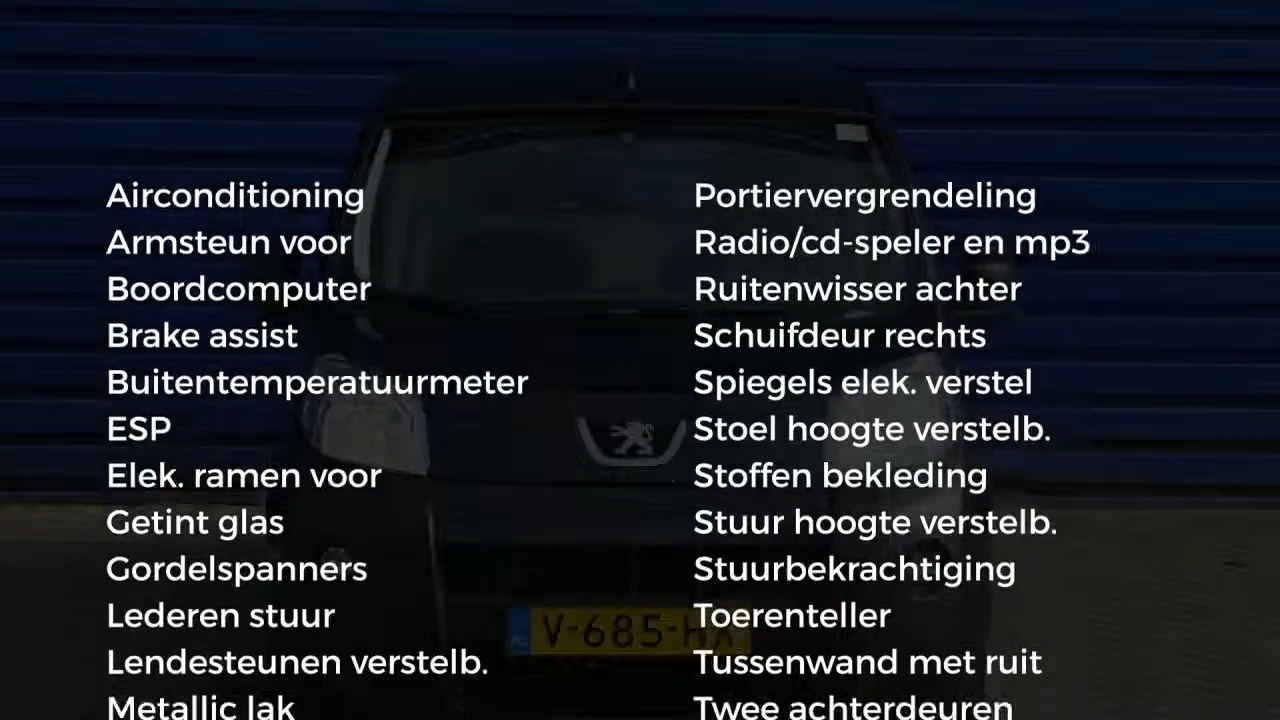 Airconditioning
Armsteun voor
Boordcomputer
Brake assist
Buitentemperatuurmeter
ESP
Elek. ramen voor
Getint glas
Gordelspanners
Lederen stuur
Lendesteunen verstelb.
Metallic lak
Portiervergrendeling
Radio/cd-speler en mp3
Ruitenwisser achter
Schuifdeur rechts
Spiegels elek. verstel
Stoel hoogte verstelb.
Stoffen bekleding
Stuur hoogte verstelb.
Stuurbekrachtiging
Toerenteller
Tussenwand met ruit
Twee achterdeuren
V-685-HX